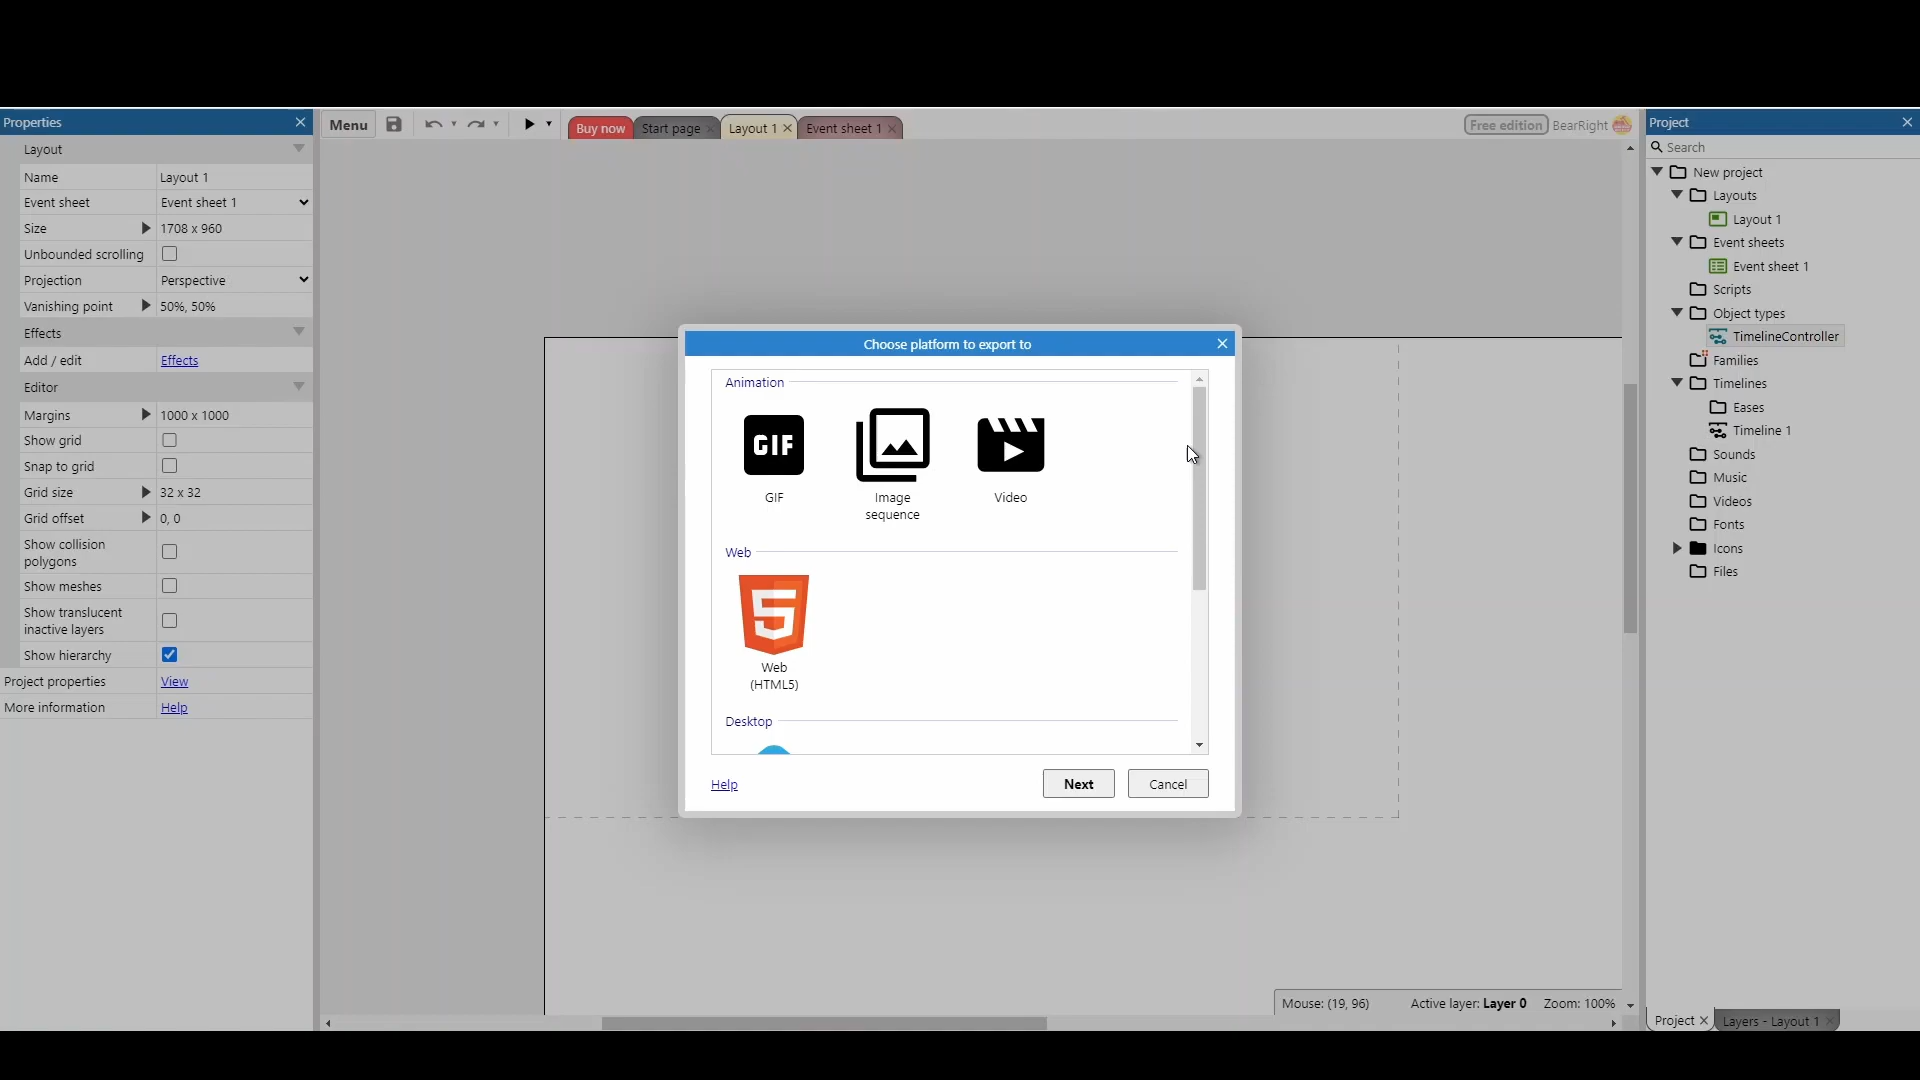 Properties
Menu
Buy now
Start page
Layout 1
Event sheet 1
Free edition
BearRight
Project
Layout
Name
Layout 1
Event sheet
Event sheet 1
Size
1708 x 960
Unbounded scrolling
Projection
Perspective
Vanishing point
50%, 50%
Effects
Add / edit
Effects
Editor
Margins
1000 x 1000
Show grid
Snap to grid
Grid size
32 x 32
Grid offset
0, 0
Show collision
polygons
Show meshes
Show translucent
inactive layers
Show hierarchy
Project properties
View
More information
Help
Choose platform to export to
Animation
GIF
GIF
Image
sequence
Video
Web
Web
(HTML5)
Desktop
Help
Next
Cancel
Mouse: (19, 96)
Active layer: Layer 0
Zoom: 100%
Search
New project
Layouts
Layout 1
Event sheets
Event sheet 1
Scripts
Object types
TimelineController
Families
Timelines
Eases
Timeline 1
Sounds
Music
Videos
Fonts
Icons
Files
Project
Layers - Layout 1